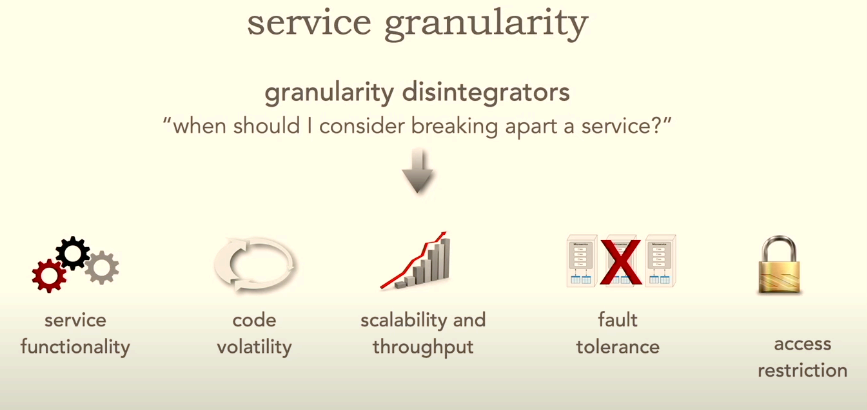 service granularity
granularity disintegrators
“when should I consider breaking apart a service?”
service
functionality
code
volatility
scalability and
throughput
X
fault
tolerance
access
restriction